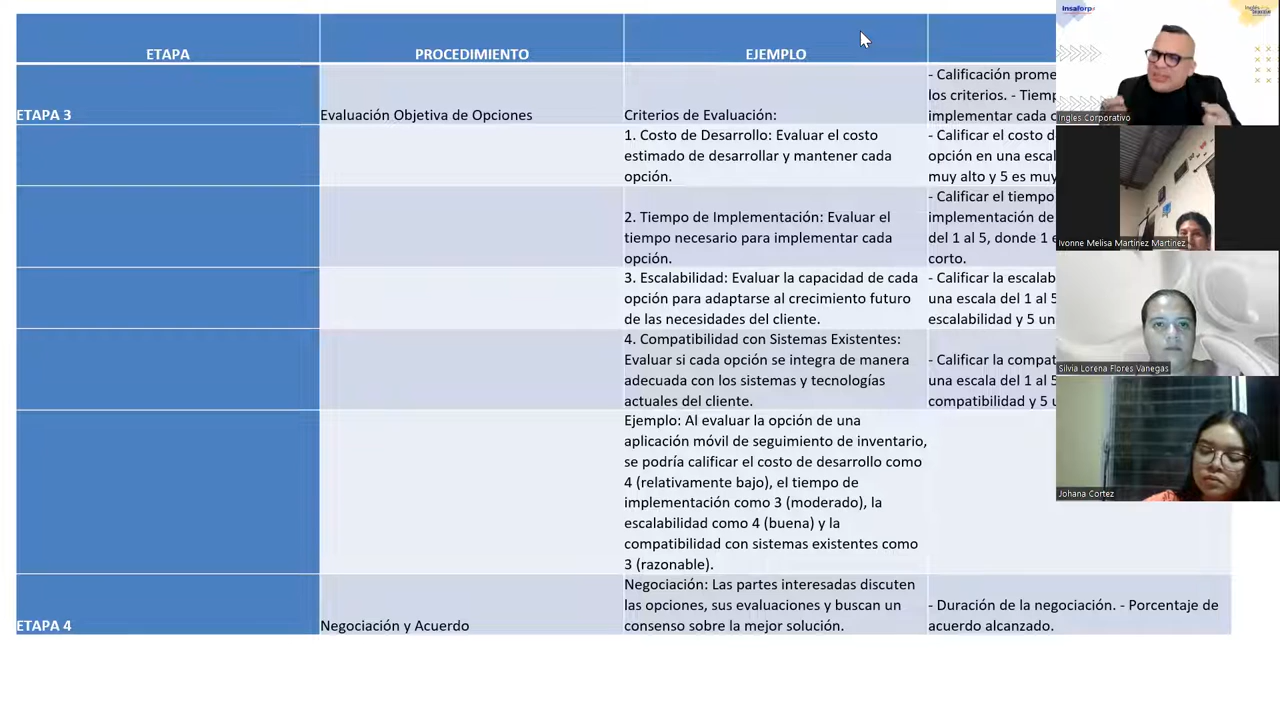 ETAPA
PROCEDIMIENTO
EJEMPLO
ETAPA 3
Evaluación Objetiva de Opciones
Criterios de Evaluación:
- Calificación prome
los criterios. - Tiem
implementar cada
1. Costo de Desarrollo: Evaluar el costo
estimado de desarrollar y mantener cada
opción.
- Calificar el costo d
opción en una esca
muy alto y 5 es muy
2. Tiempo de Implementación: Evaluar el
tiempo necesario para implementar cada
opción.
- Calificar el tiempo
implementación de
del 1 al 5, donde 1
corto.
3. Escalabilidad: Evaluar la capacidad de cada
opción para adaptarse al crecimiento futuro
de las necesidades del cliente.
- Calificar la escalab
una escala del 1 al 5
escalabilidad y 5 un
4. Compatibilidad con Sistemas Existentes:
Evaluar si cada opción se integra de manera
adecuada con los sistemas y tecnologías
actuales del cliente.
- Calificar la compat
una escala del 1 al 5
compatibilidad y 5 u
Ejemplo: Al evaluar la opción de una
aplicación móvil de seguimiento de inventario,
se podría calificar el costo de desarrollo como
4 (relativamente bajo), el tiempo de
implementación como 3 (moderado), la
escalabilidad como 4 (buena) y la
compatibilidad con sistemas existentes como
3 (razonable).
ETAPA 4
Negociación y Acuerdo
Negociación: Las partes interesadas discuten
las opciones, sus evaluaciones y buscan un
consenso sobre la mejor solución.
- Duración de la negociación. - Porcentaje de
acuerdo alcanzado.
insaforp
Ingles Corporativo
Ivonne Melisa Martinez Martinez
Silvia Lorena Flores Vanegas
Johana Cortez